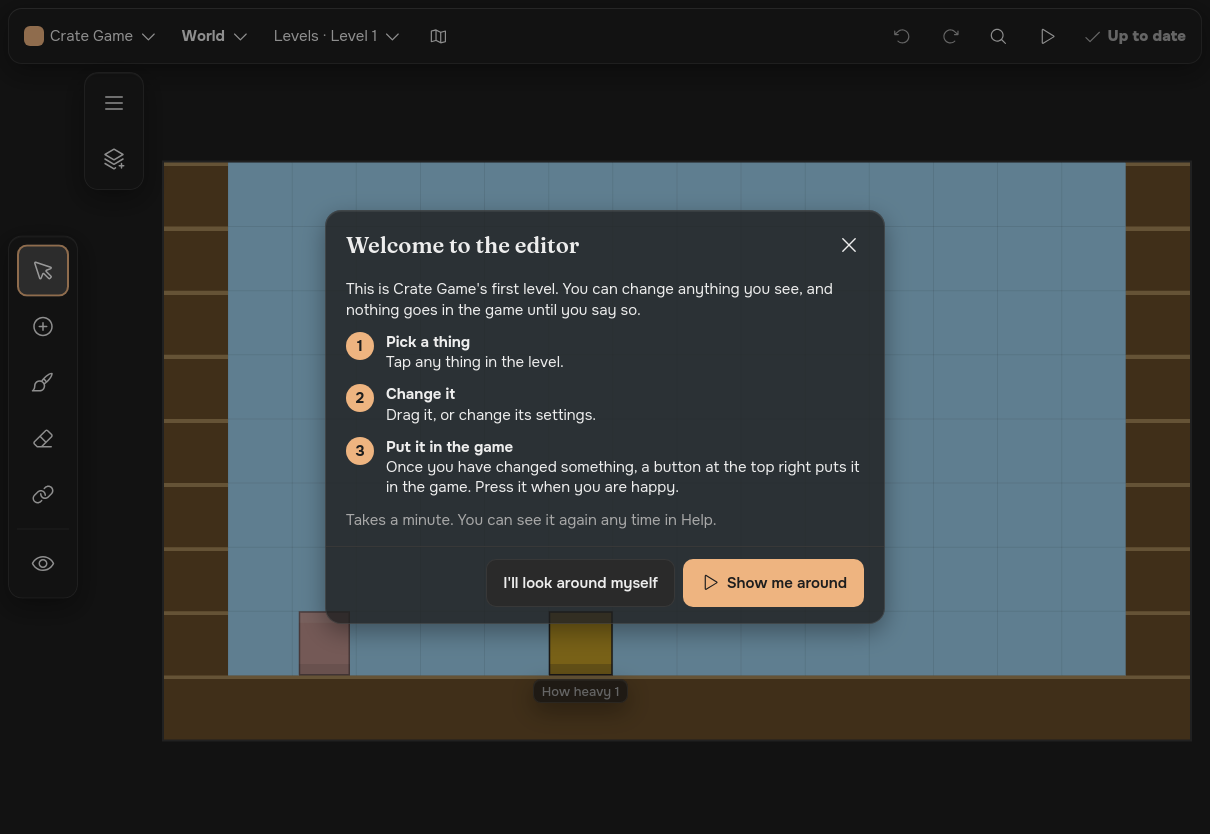 Crate Game
World
Levels · Level 1
Up to date
Welcome to the editor
This is Crate Game's first level. You can change anything you see, and
nothing goes in the game until you say so.
1
Pick a thing
Tap any thing in the level.
2
Change it
Drag it, or change its settings.
3
Put it in the game
Once you have changed something, a button at the top right puts it
in the game. Press it when you are happy.
Takes a minute. You can see it again any time in Help.
I'll look around myself
Show me around
How heavy 1